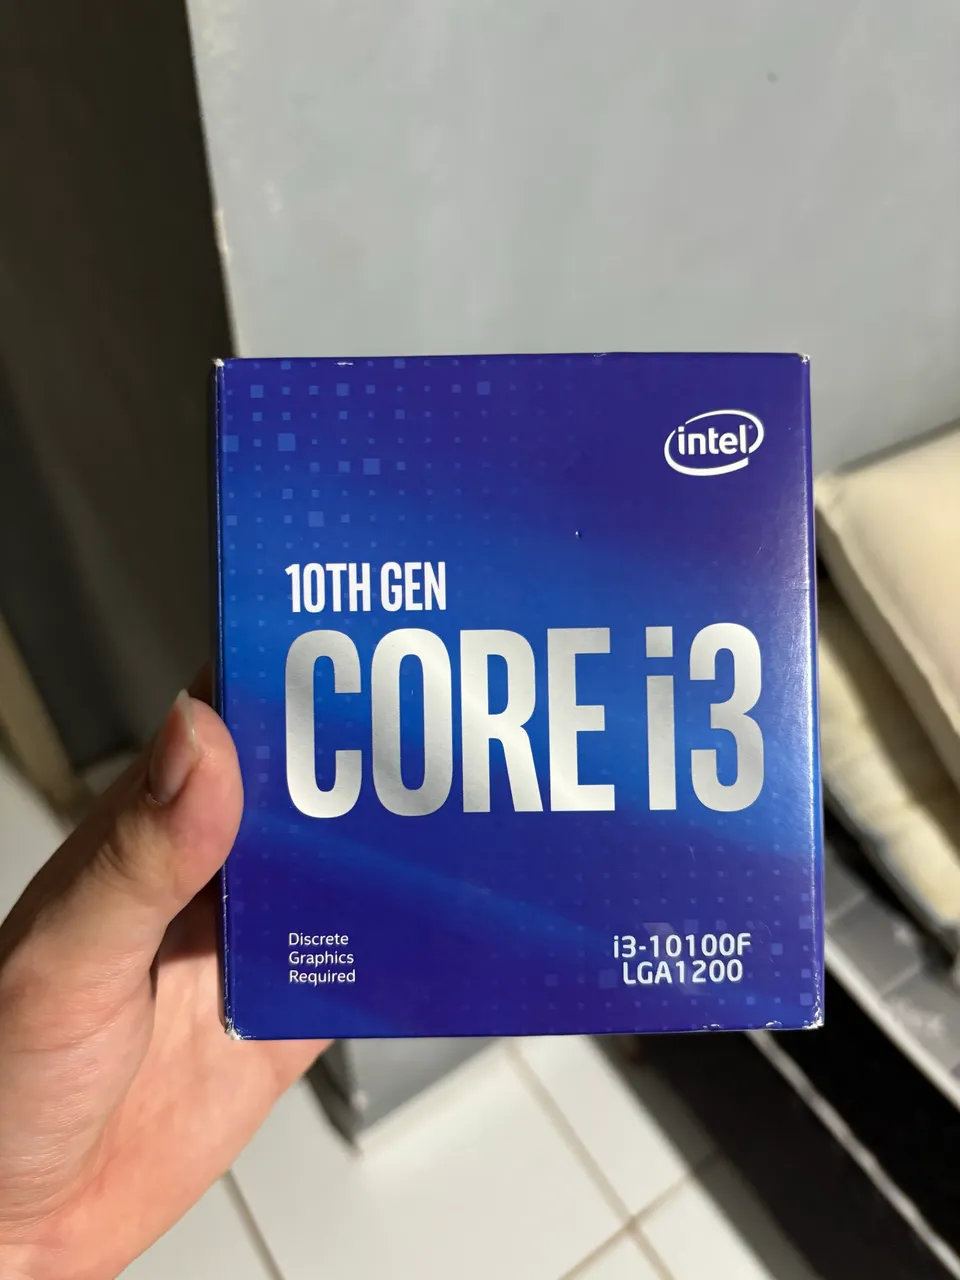 intel
10TH GEN
CORE i3
Discrete
Graphics
Required
i3-10100F
LGA1200